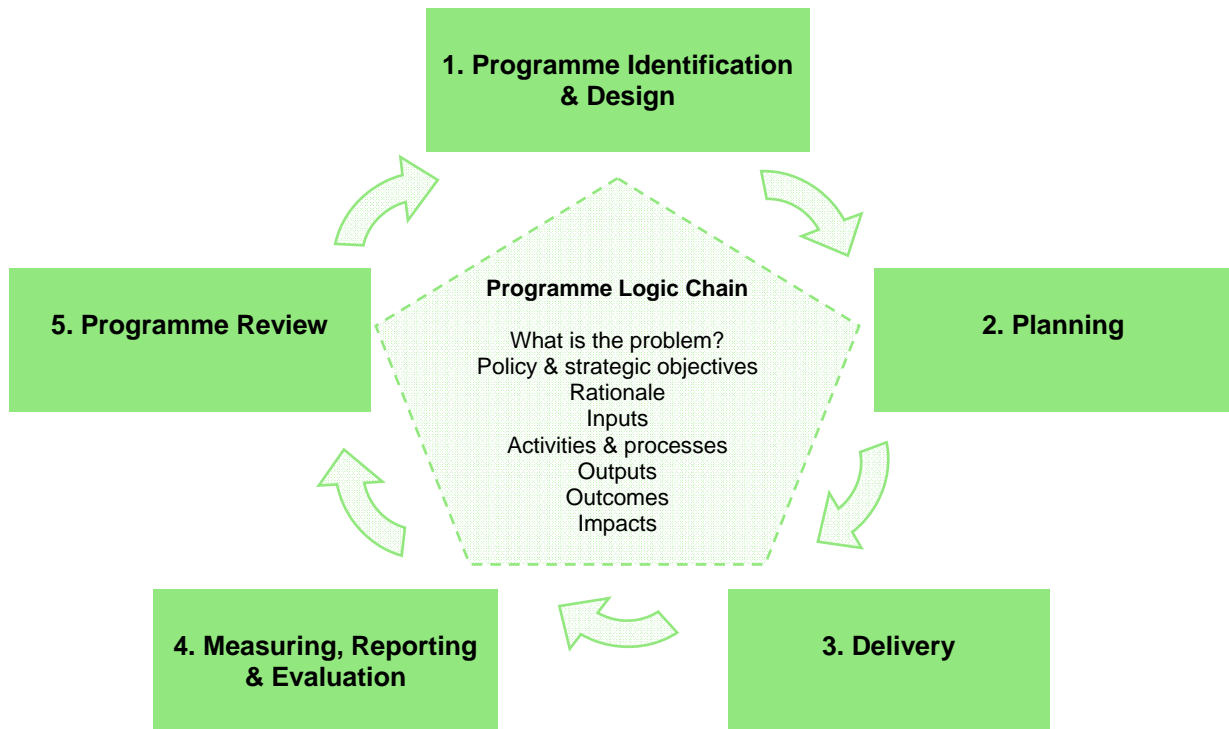 1. Programme Identification
& Design
5. Programme Review
2. Planning
Programme Logic Chain
What is the problem?
Policy & strategic objectives
Rationale
Inputs
Activities & processes
Outputs
Outcomes
Impacts
4. Measuring, Reporting
& Evaluation
3. Delivery